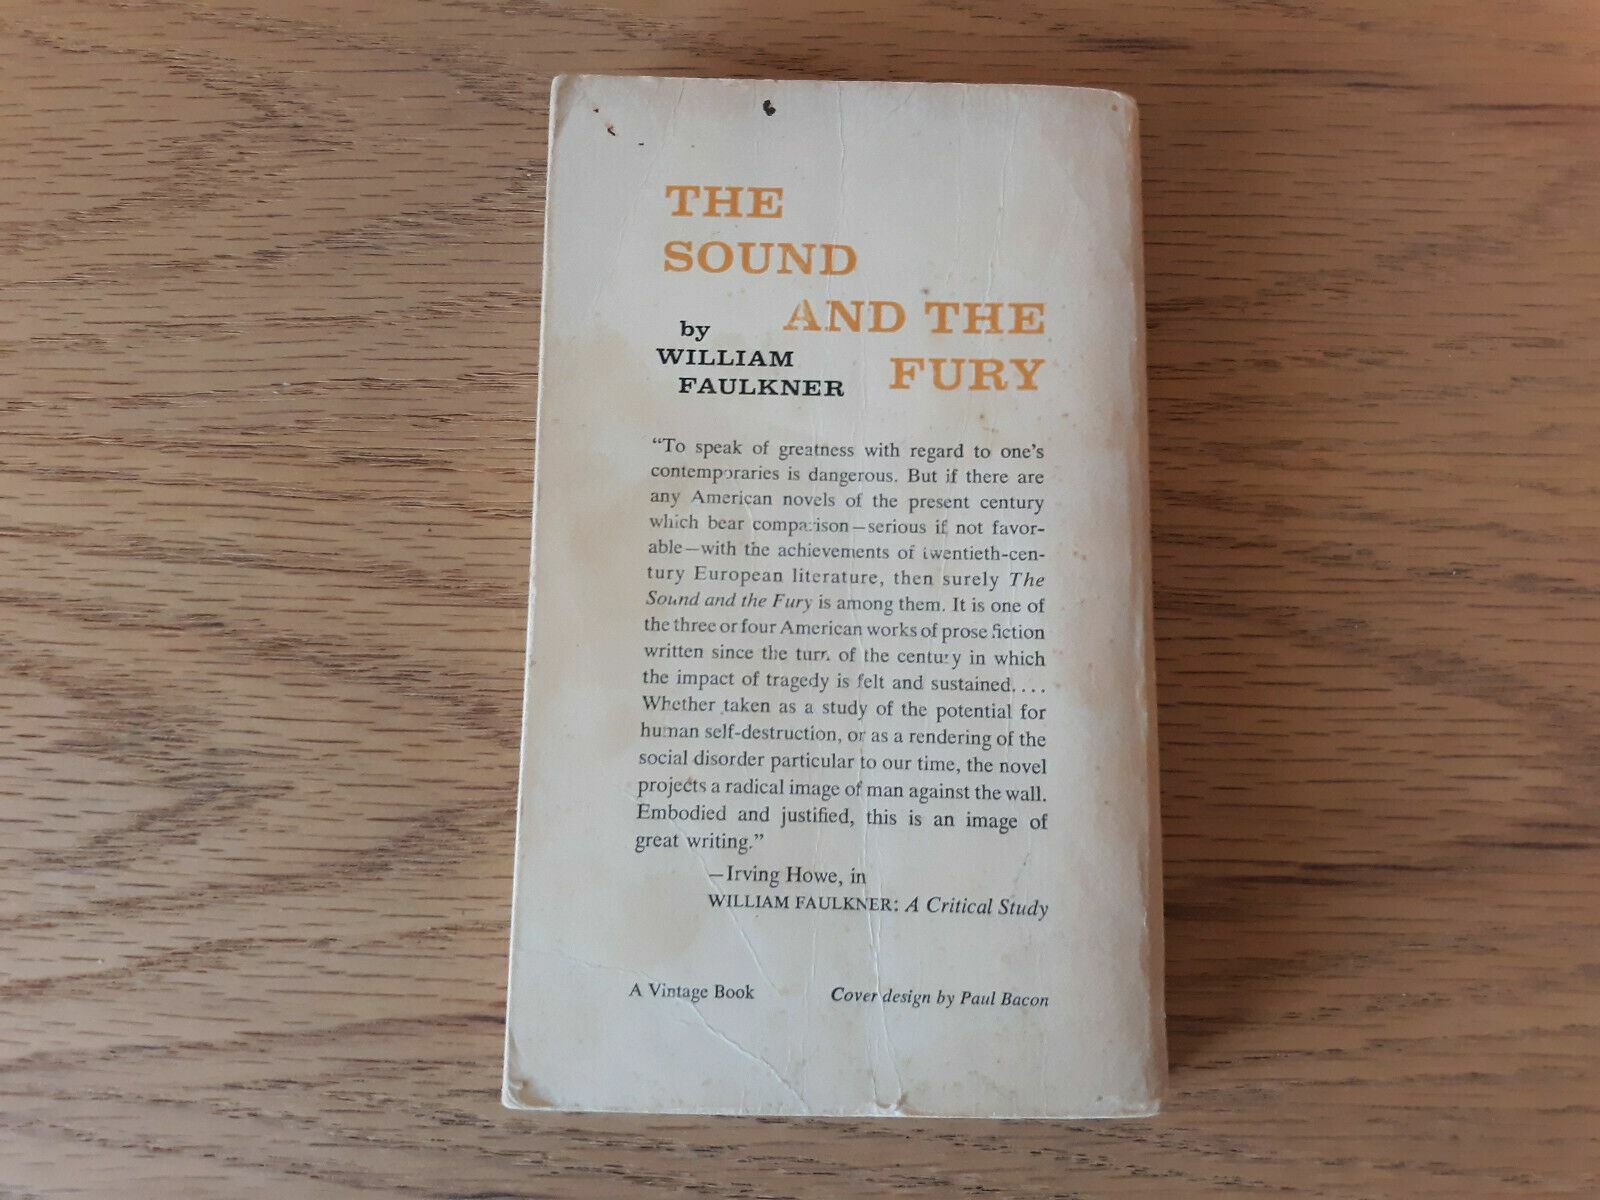 THE
SOUND
AND THE
FURY
by
WILLIAM
FAULKNER
“To speak of greatness with regard to one’s
contemporaries is dangerous. But if there are
any American novels of the present century
which bear comparison—serious if not favor-
able—with the achievements of twentieth-cen-
tury European literature, then surely The
Sound and the Fury is among them. It is one of
the three or four American works of prose fiction
written since the turn of the century in which
the impact of tragedy is felt and sustained....
Whether taken as a study of the potential for
human self-destruction, or as a rendering of the
social disorder particular to our time, the novel
projects a radical image of man against the wall.
Embodied and justified, this is an image of
great writing.”
—Irving Howe, in
WILLIAM FAULKNER: A Critical Study
A Vintage Book
Cover design by Paul Bacon